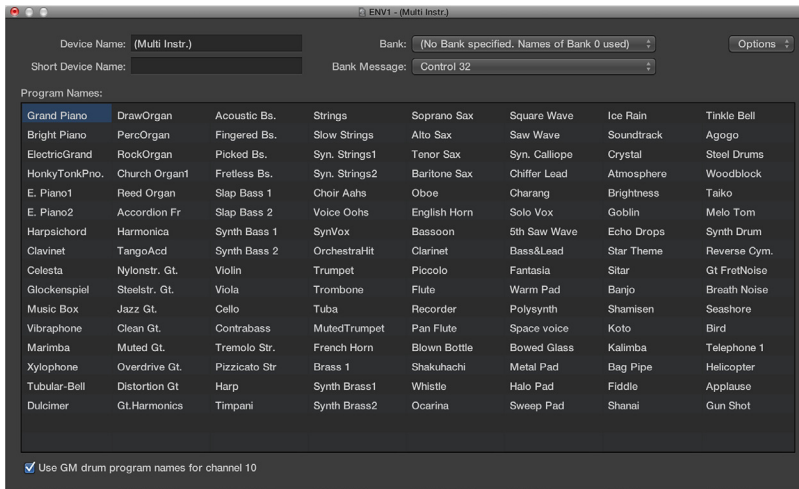 ENV1 - (Multi Instr.)
Device Name: (Multi Instr.) Bank: (No Bank specified. Names of Bank 0 used) Options
Short Device Name: Bank Message: Control 32
Program Names:
Grand Piano DrawOrgan Acoustic Bs. Strings Soprano Sax Square Wave Ice Rain Tinkle Bell
Bright Piano PercOrgan Fingered Bs. Slow Strings Alto Sax Saw Wave Soundtrack Agogo
ElectricGrand RockOrgan Picked Bs. Syn. Strings1 Tenor Sax Syn. Calliope Crystal Steel Drums
HonkyTonkPno. Church Organ1 Fretless Bs. Syn. Strings2 Baritone Sax Chiffer Lead Atmosphere Woodblock
E. Piano1 Reed Organ Slap Bass 1 Choir Aahs Oboe Charang Brightness Taiko
E. Piano2 Accordion Fr Slap Bass 2 Voice Oohs English Horn Solo Vox Goblin Melo Tom
Harpsichord Harmonica Synth Bass 1 SynVox Bassoon 5th Saw Wave Echo Drops Synth Drum
Clavinet TangoAcd Synth Bass 2 OrchestraHit Clarinet Bass&Lead Star Theme Reverse Cym.
Celesta Nylonstr. Gt. Violin Trumpet Piccolo Fantasia Sitar Gt FretNoise
Glockenspiel Steelstr. Gt. Viola Trombone Flute Warm Pad Banjo Breath Noise
Music Box Jazz Gt. Cello Tuba Recorder Polysynth Shamisen Seashore
Vibraphone Clean Gt. Contrabass MutedTrumpet Pan Flute Space voice Koto Bird
Marimba Muted Gt. Tremolo Str. French Horn Blown Bottle Bowed Glass Kalimba Telephone 1
Xylophone Overdrive Gt. Pizzicato Str Brass 1 Shakuhachi Metal Pad Bag Pipe Helicopter
Tubular-Bell Distortion Gt Harp Synth Brass1 Whistle Halo Pad Fiddle Applause
Dulcimer Gt.Harmonics Timpani Synth Brass2 Ocarina Sweep Pad Shanai Gun Shot
Use GM drum program names for channel 10